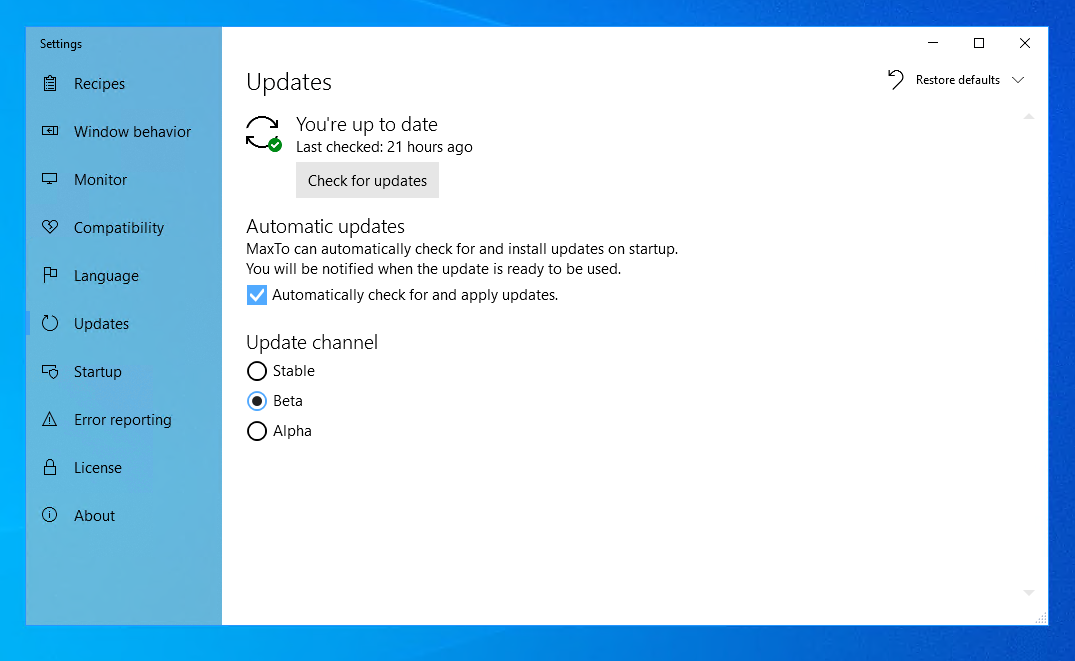 Settings
Recipes
Window behavior
Monitor
Compatibility
Language
Updates
Startup
Error reporting
License
About
Updates
Restore defaults
You're up to date
Last checked: 21 hours ago
Check for updates
Automatic updates
MaxTo can automatically check for and install updates on startup.
You will be notified when the update is ready to be used.
Automatically check for and apply updates.
Update channel
Stable
Beta
Alpha